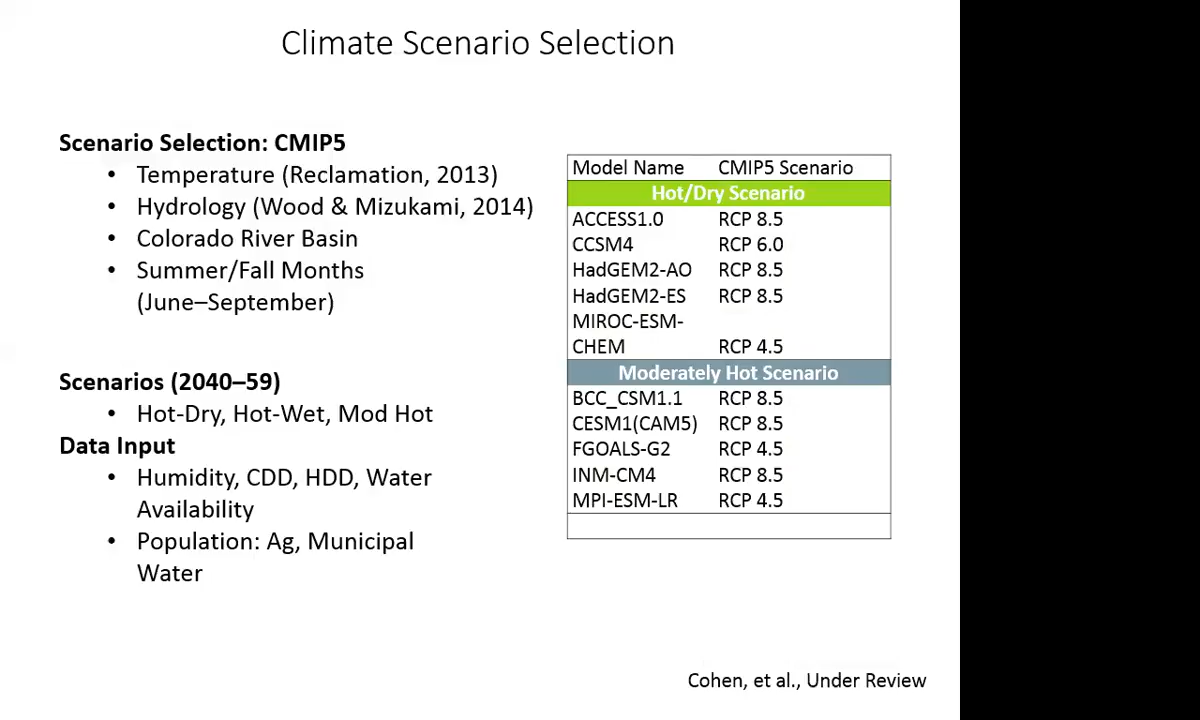 Climate Scenario Selection
Scenario Selection: CMIP5
• Temperature (Reclamation, 2013)
• Hydrology (Wood & Mizukami, 2014)
• Colorado River Basin
• Summer/Fall Months
(June–September)
Scenarios (2040–59)
• Hot-Dry, Hot-Wet, Mod Hot
Data Input
• Humidity, CDD, HDD, Water
Availability
• Population: Ag, Municipal
Water
Model Name CMIP5 Scenario
Hot/Dry Scenario
ACCESS1.0 RCP 8.5
CCSM4 RCP 6.0
HadGEM2-AO RCP 8.5
HadGEM2-ES RCP 8.5
MIROC-ESM-
CHEM RCP 4.5
Moderately Hot Scenario
BCC_CSM1.1 RCP 8.5
CESM1(CAM5) RCP 8.5
FGOALS-G2 RCP 4.5
INM-CM4 RCP 8.5
MPI-ESM-LR RCP 4.5
Cohen, et al., Under Review